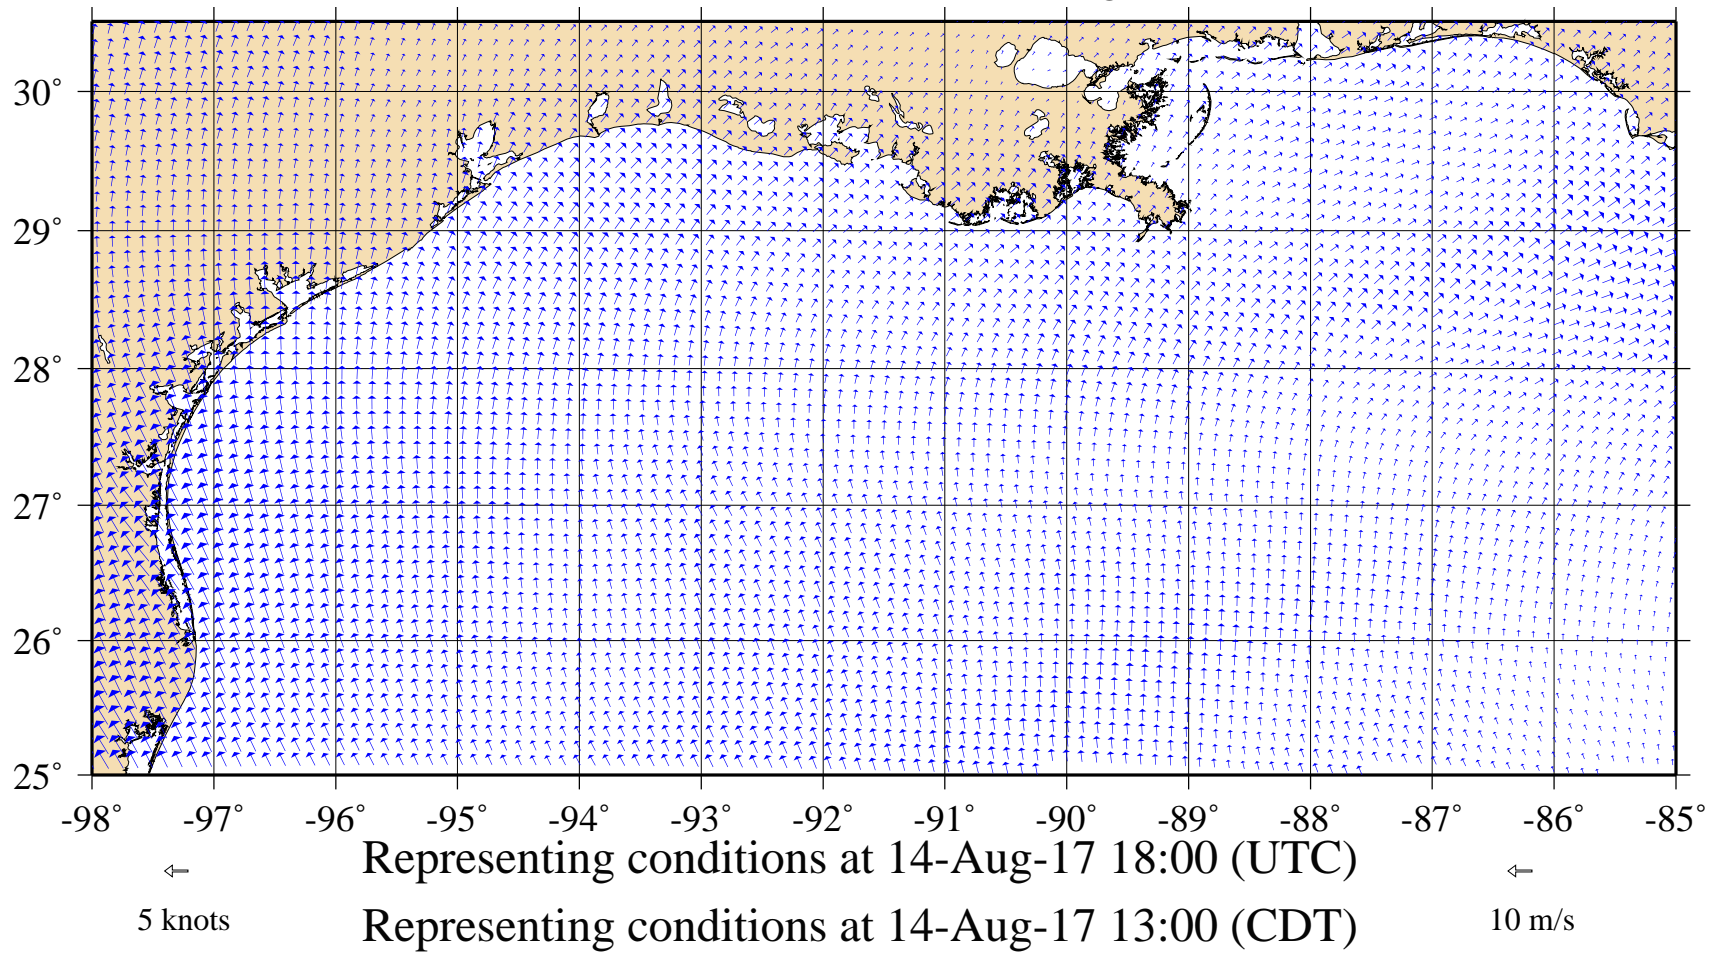 30°
29°
28°
27°
26°
25°
-98° -97° -96° -95° -94° -93° -92° -91° -90° -89° -88° -87° -86° -85°
Representing conditions at 14-Aug-17 18:00 (UTC)
5 knots
10 m/s
Representing conditions at 14-Aug-17 13:00 (CDT)